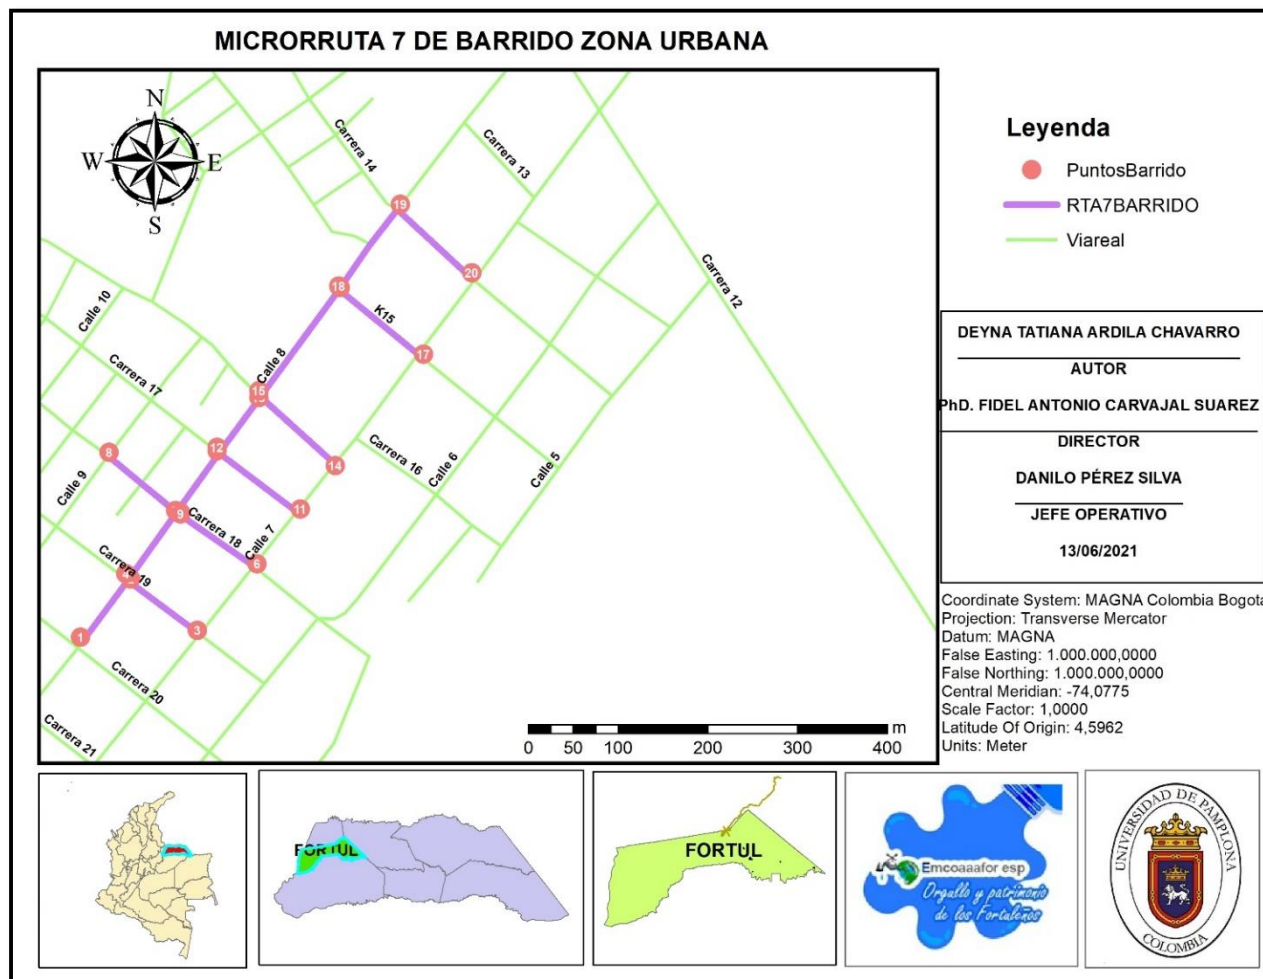 MICRORRUTA 7 DE BARRIDO ZONA URBANA
N
W
E
S
Carrera 14
Carrera 13
Carrera 12
19
20
18
K15
17
Calle 10
Calle 8
15
Carrera 17
12
14
Carrera 16
Calle 6
Calle 5
8
Calle 9
9
Carrera 18
11
Calle 7
6
Carrera 19
1
3
Carrera 20
Carrera 21
m
0 50 100 200 300 400
Leyenda
PuntosBarrido
RTA7BARRIDO
Viareal
DEYNA TATIANA ARDILA CHAVARRO
AUTOR
PhD. FIDEL ANTONIO CARVAJAL SUAREZ
DIRECTOR
DANILO PÉREZ SILVA
JEFE OPERATIVO
13/06/2021
Coordinate System: MAGNA Colombia Bogota
Projection: Transverse Mercator
Datum: MAGNA
False Easting: 1.000.000,0000
False Northing: 1.000.000,0000
Central Meridian: -74,0775
Scale Factor: 1,0000
Latitude Of Origin: 4,5962
Units: Meter
FORTUL
FORTUL
Emcoaaafor esp
Orgullo y patrimonio
de los Fortuleños
UNIVERSIDAD DE PAMPLONA
COLOMBIA